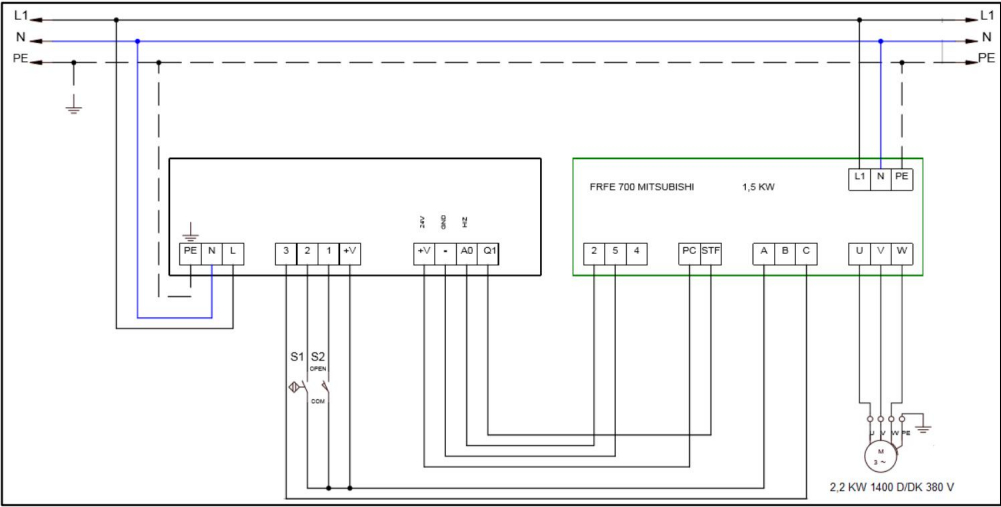 L1 L1
N N
PE PE
L1 N PE
FRFE 700 MITSUBISHI 1,5 KW
24V GND HZ
PE N L 3 2 1 +V +V - A0 Q1 2 5 4 PC STF A B C U V W
S1 S2
OPEN
COM
U V W PE
M
3 ~
2,2 KW 1400 D/DK 380 V